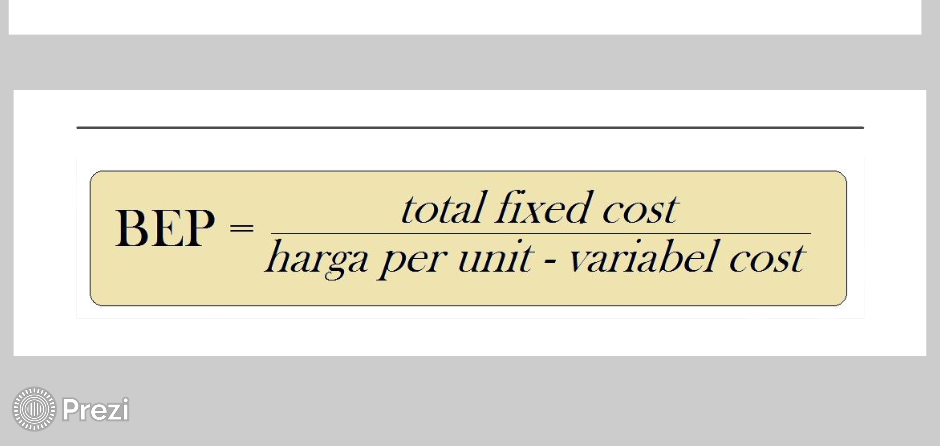 BEP = total fixed cost
harga per unit - variabel cost
Prezi